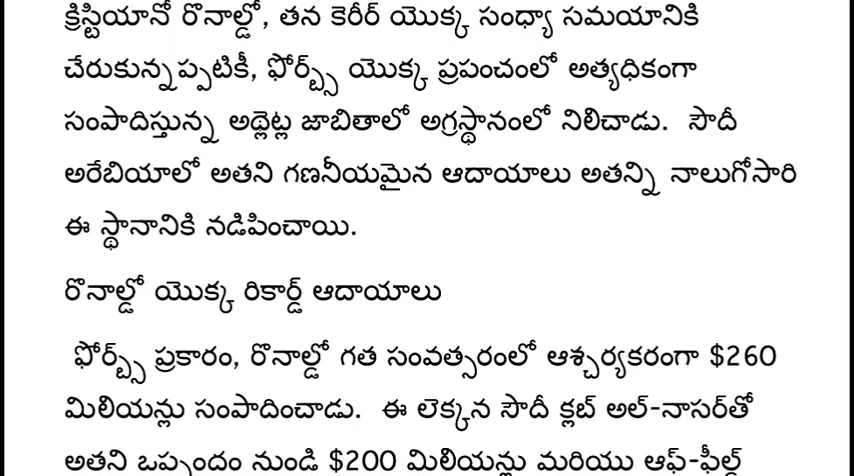 క్రిస్టియానో రొనాల్డో, తన కెరీర్ యొక్క సంధ్యా సమయానికి
చేరుకున్నప్పటికీ, ఫోర్బ్స్ యొక్క ప్రపంచంలో అత్యధికంగా
సంపాదిస్తున్న అథ్లెట్ల జాబితాలో అగ్రస్థానంలో నిలిచాడు. సౌదీ
అరేబియాలో అతని గణనీయమైన ఆదాయాలు అతన్ని నాలుగోసారి
ఈ స్థానానికి నడిపించాయి.
రొనాల్డో యొక్క రికార్డ్ ఆదాయాలు
ఫోర్బ్స్ ప్రకారం, రొనాల్డో గత సంవత్సరంలో ఆశ్చర్యకరంగా $260
మిలియన్లు సంపాదించాడు. ఈ లెక్కన సౌదీ క్లబ్ అల్-నాసర్‌తో
అతని ఒప్పందం నుండి $200 మిలియన్లు మరియు ఆఫ్-ఫీల్డ్